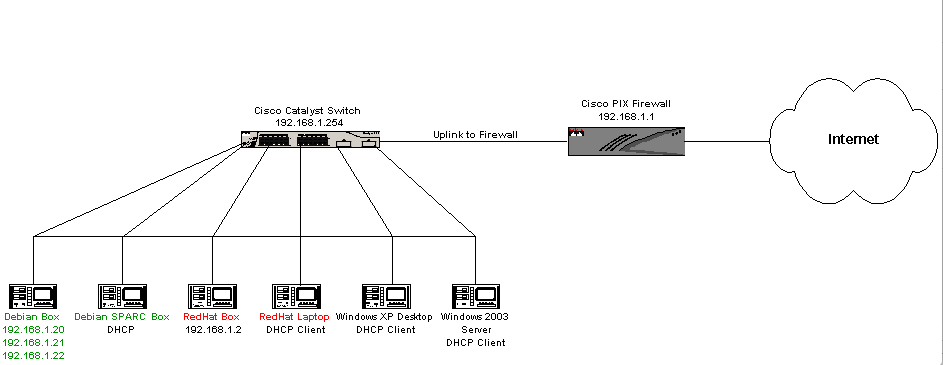 Cisco Catalyst Switch
192.168.1.254
Cisco PIX Firewall
192.168.1.1
Uplink to Firewall
Internet
Debian Box
192.168.1.20
192.168.1.21
192.168.1.22
Debian SPARC Box
DHCP
RedHat Box
192.168.1.2
RedHat Laptop
DHCP Client
Windows XP Desktop
DHCP Client
Windows 2003
Server
DHCP Client